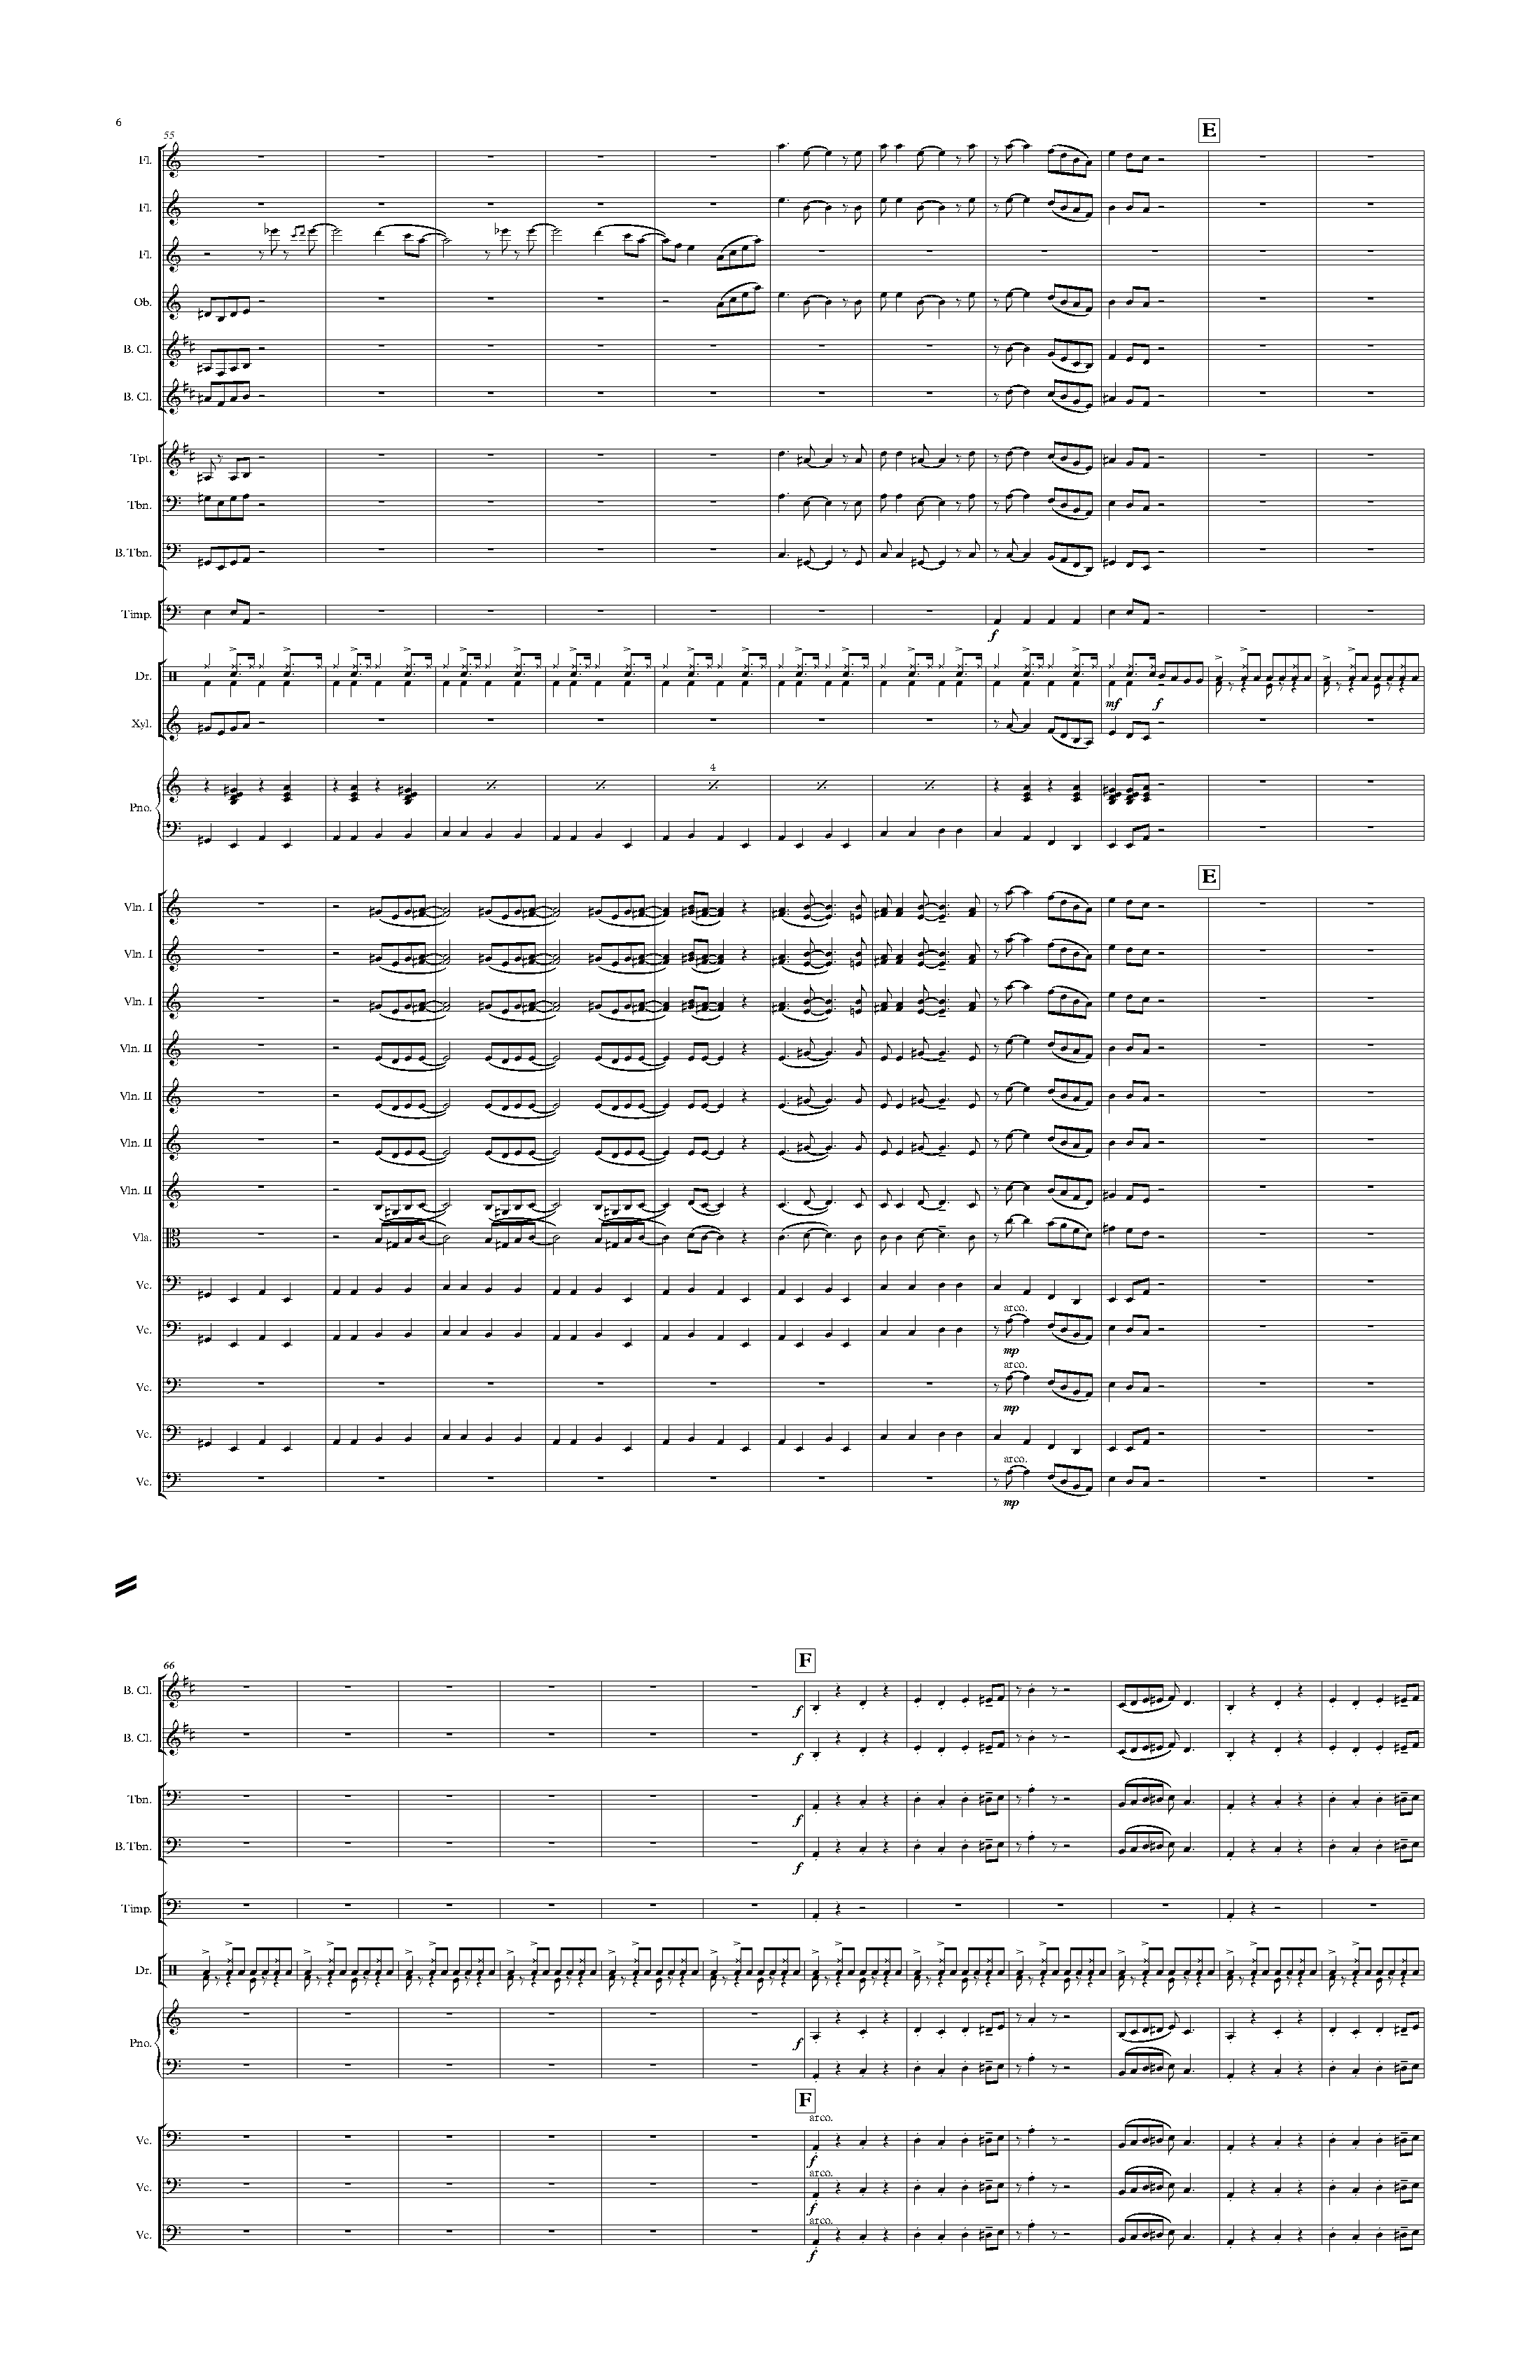 6
55
E
Fl.
Fl.
Fl.
Ob.
B. Cl.
B. Cl.
Tpt.
Tbn.
B. Tbn.
Timp.
f
Dr.
mf f
Xyl.
4
Pno.
E
Vln. I
Vln. I
Vln. I
Vln. II
Vln. II
Vln. II
Vln. II
Vla.
Vc.
arco.
Vc.
mp
arco.
Vc.
mp
Vc.
arco.
Vc.
mp
66
F
B. Cl.
f
B. Cl.
f
Tbn.
f
B. Tbn.
f
Timp.
Dr.
Pno.
f
F
arco.
Vc.
f
arco.
Vc.
f
arco.
Vc.
f